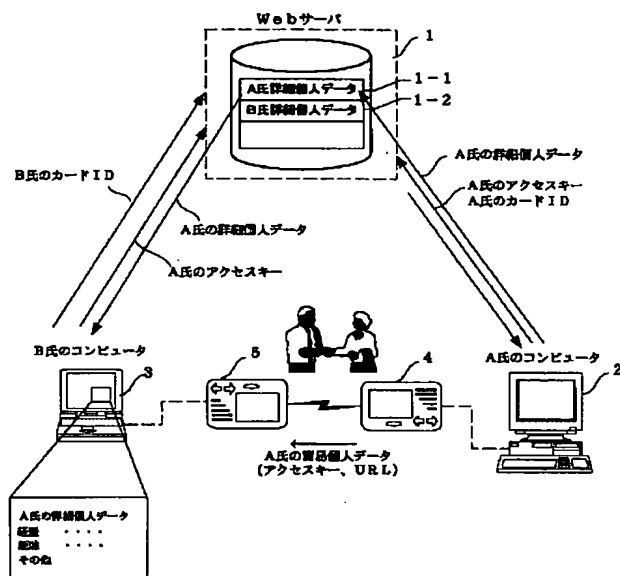 Webサーバ
1
A氏詳細個人データ
1-1
B氏詳細個人データ
1-2
B氏のカードID
A氏の詳細個人データ
A氏のアクセスキー
A氏の詳細個人データ
A氏のアクセスキー
A氏のカードID
B氏のコンピュータ
3
5
4
A氏のコンピュータ
2
A氏の簡易個人データ
(アクセスキー、URL)
A氏の詳細個人データ
経歴 ・・・・
趣味 ・・・・
その他